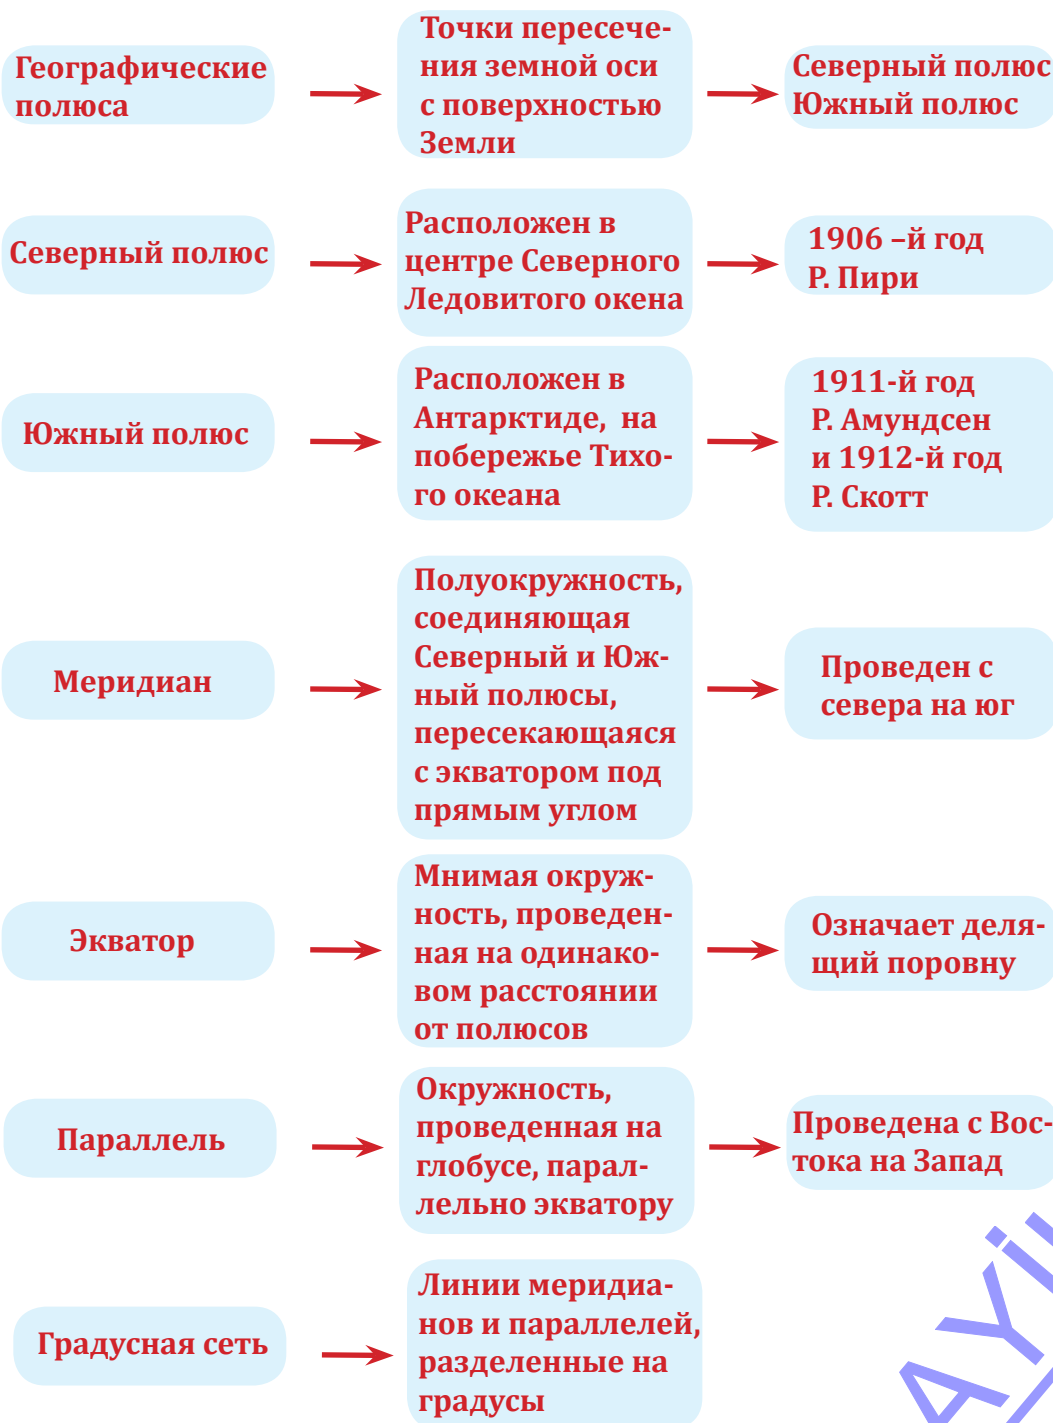 Географические
полюса
Точки пересече-
ния земной оси
с поверхностью
Земли
Северный полюс
Южный полюс
Северный полюс
Расположен в
центре Северного
Ледовитого окена
1906 –й год
Р. Пири
Южный полюс
Расположен в
Антарктиде, на
побережье Тихо-
го океана
1911-й год
Р. Амундсен
и 1912-й год
Р. Скотт
Меридиан
Полуокружность,
соединяющая
Северный и Юж-
ный полюсы,
пересекающаяся
с экватором под
прямым углом
Проведен с
севера на юг
Экватор
Мнимая окруж-
ность, проведен-
ная на одинако-
вом расстоянии
от полюсов
Означает деля-
щий поровну
Параллель
Окружность,
проведенная на
глобусе, парал-
лельно экватору
Проведена с Вос-
тока на Запад
Градусная сеть
Линии меридиа-
нов и параллелей,
разделенные на
градусы